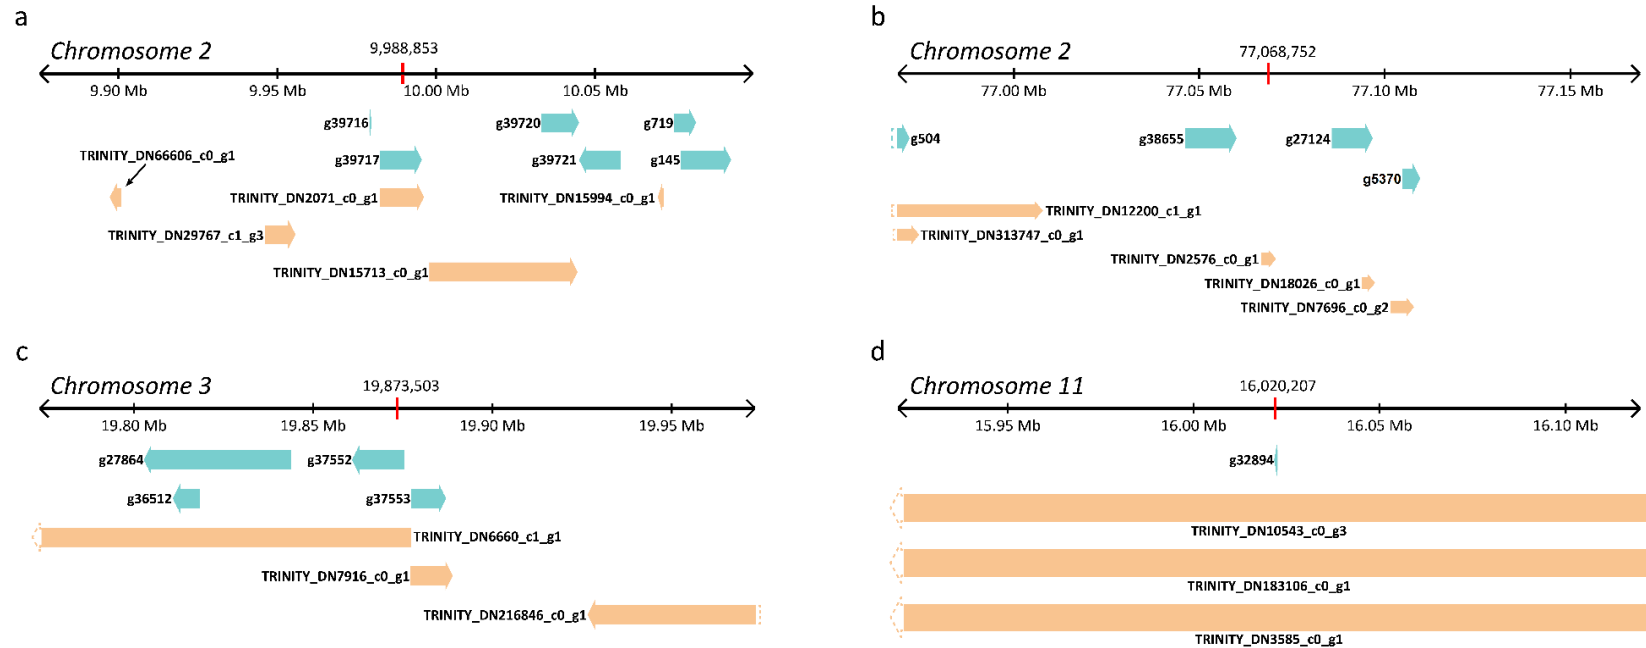 a
Chromosome 2
9,988,853
9.90 Mb
9.95 Mb
10.00 Mb
10.05 Mb
g39716
g39720
g719
TRINITY_DN66606_c0_g1
g39717
g39721
g145
TRINITY_DN2071_c0_g1
TRINITY_DN15994_c0_g1
TRINITY_DN29767_c1_g3
TRINITY_DN15713_c0_g1
b
Chromosome 2
77,068,752
77.00 Mb
77.05 Mb
77.10 Mb
77.15 Mb
g504
g38655
g27124
g5370
TRINITY_DN12200_c1_g1
TRINITY_DN313747_c0_g1
TRINITY_DN2576_c0_g1
TRINITY_DN18026_c0_g1
TRINITY_DN7696_c0_g2
c
Chromosome 3
19,873,503
19.80 Mb
19.85 Mb
19.90 Mb
19.95 Mb
g27864
g37552
g36512
g37553
TRINITY_DN6660_c1_g1
TRINITY_DN7916_c0_g1
TRINITY_DN216846_c0_g1
d
Chromosome 11
16,020,207
15.95 Mb
16.00 Mb
16.05 Mb
16.10 Mb
g32894
TRINITY_DN10543_c0_g3
TRINITY_DN183106_c0_g1
TRINITY_DN3585_c0_g1